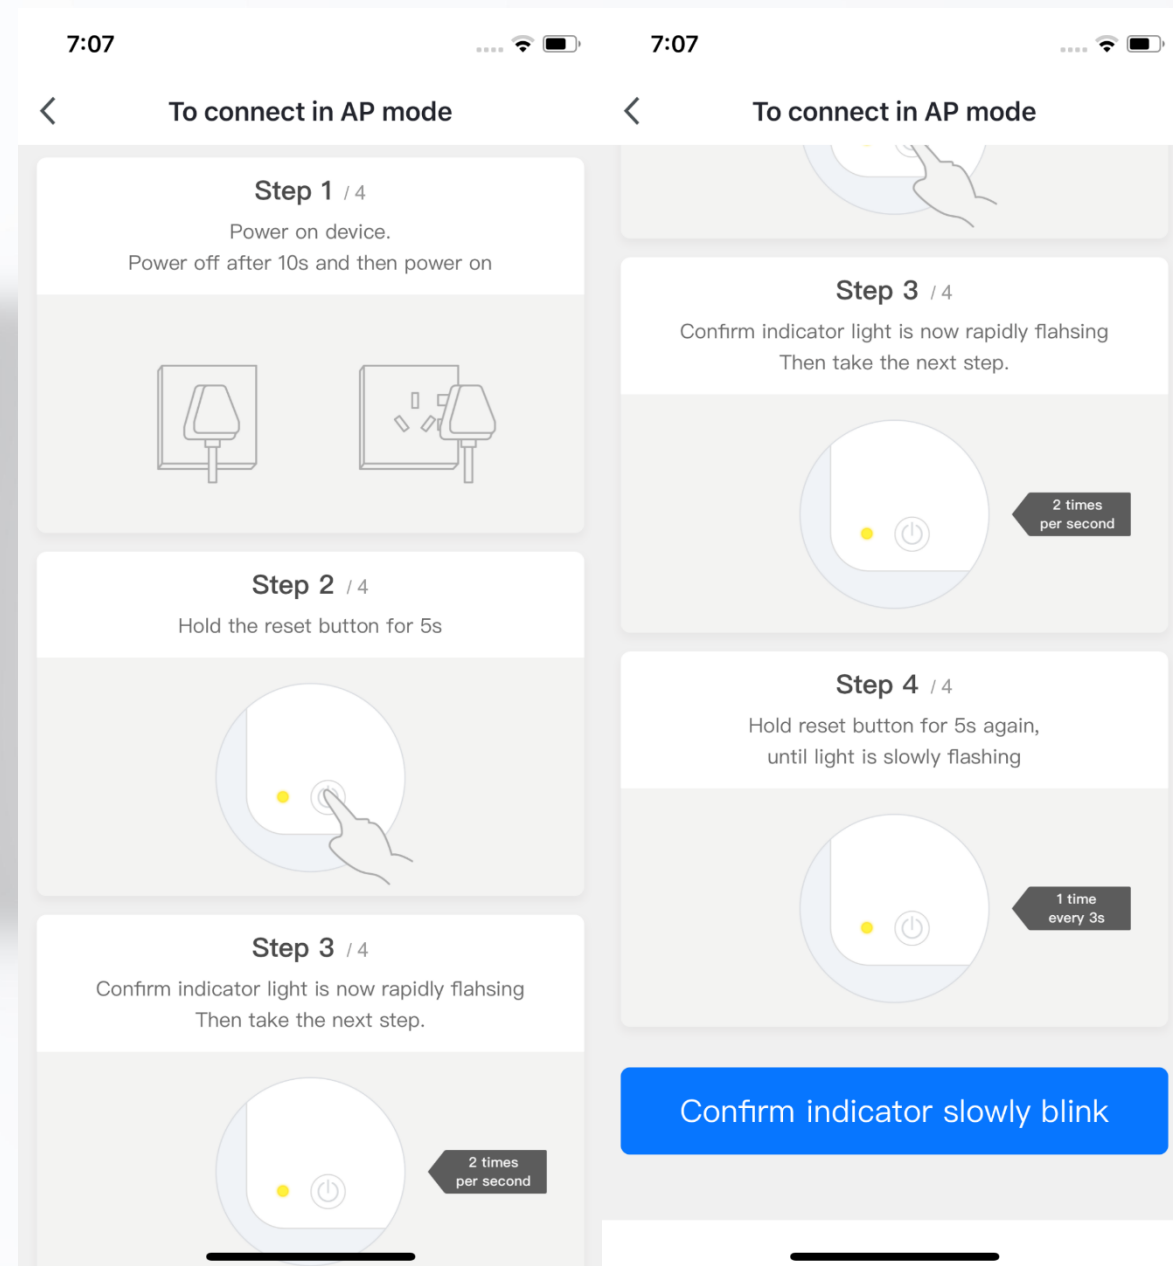 7:07
To connect in AP mode
Step 1 / 4
Power on device.
Power off after 10s and then power on
Step 2 / 4
Hold the reset button for 5s
Step 3 / 4
Confirm indicator light is now rapidly flahsing
Then take the next step.
2 times
per second
7:07
To connect in AP mode
Step 3 / 4
Confirm indicator light is now rapidly flahsing
Then take the next step.
2 times
per second
Step 4 / 4
Hold reset button for 5s again,
until light is slowly flashing
1 time
every 3s
Confirm indicator slowly blink